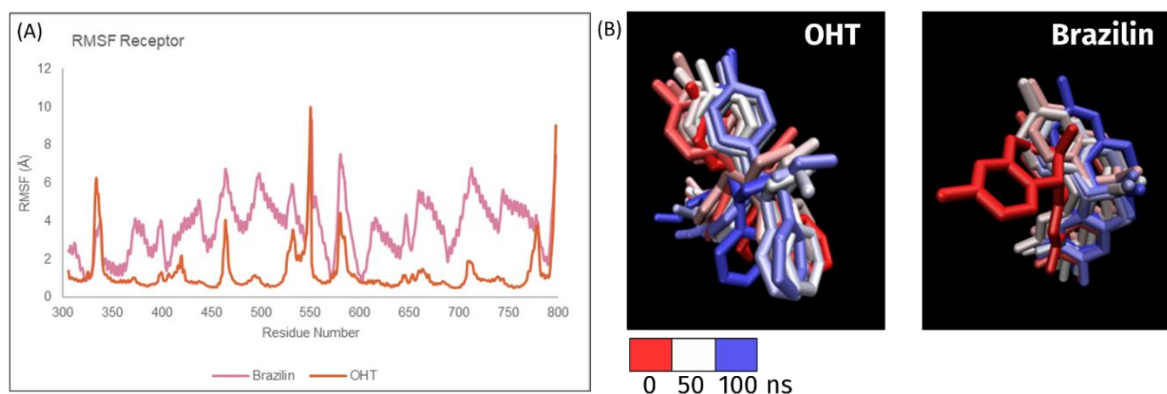 (A)
RMSF Receptor
12
10
8
6
4
2
0
RMSF (Å)
300 350 400 450 500 550 600 650 700 750 800
Residue Number
Brazilin OHT
(B)
OHT
Brazilin
0 50 100 ns